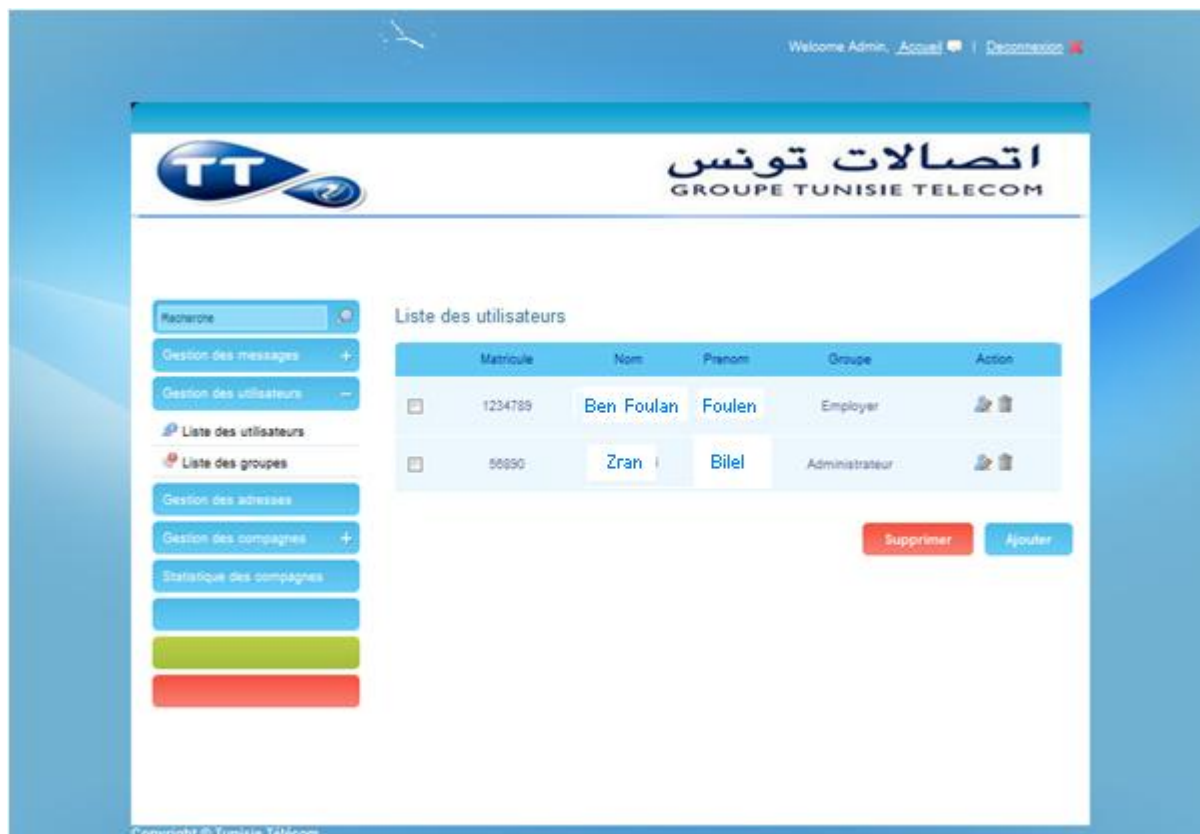 Welcome Admin, Accueil | Deconnexion
TT
اتصالات تونس
GROUPE TUNISIE TELECOM
Recherche
Gestion des messages +
Gestion des utilisateurs -
Liste des utilisateurs
Liste des groupes
Gestion des adresses
Gestion des compagnes +
Statistique des compagnes
Liste des utilisateurs
Matricule Nom Prenom Groupe Action
1234789 Ben Foulan Foulen Employer
56890 Zran i Bilel Administrateur
Supprimer Ajouter
Copyright © Tunisie Télécom